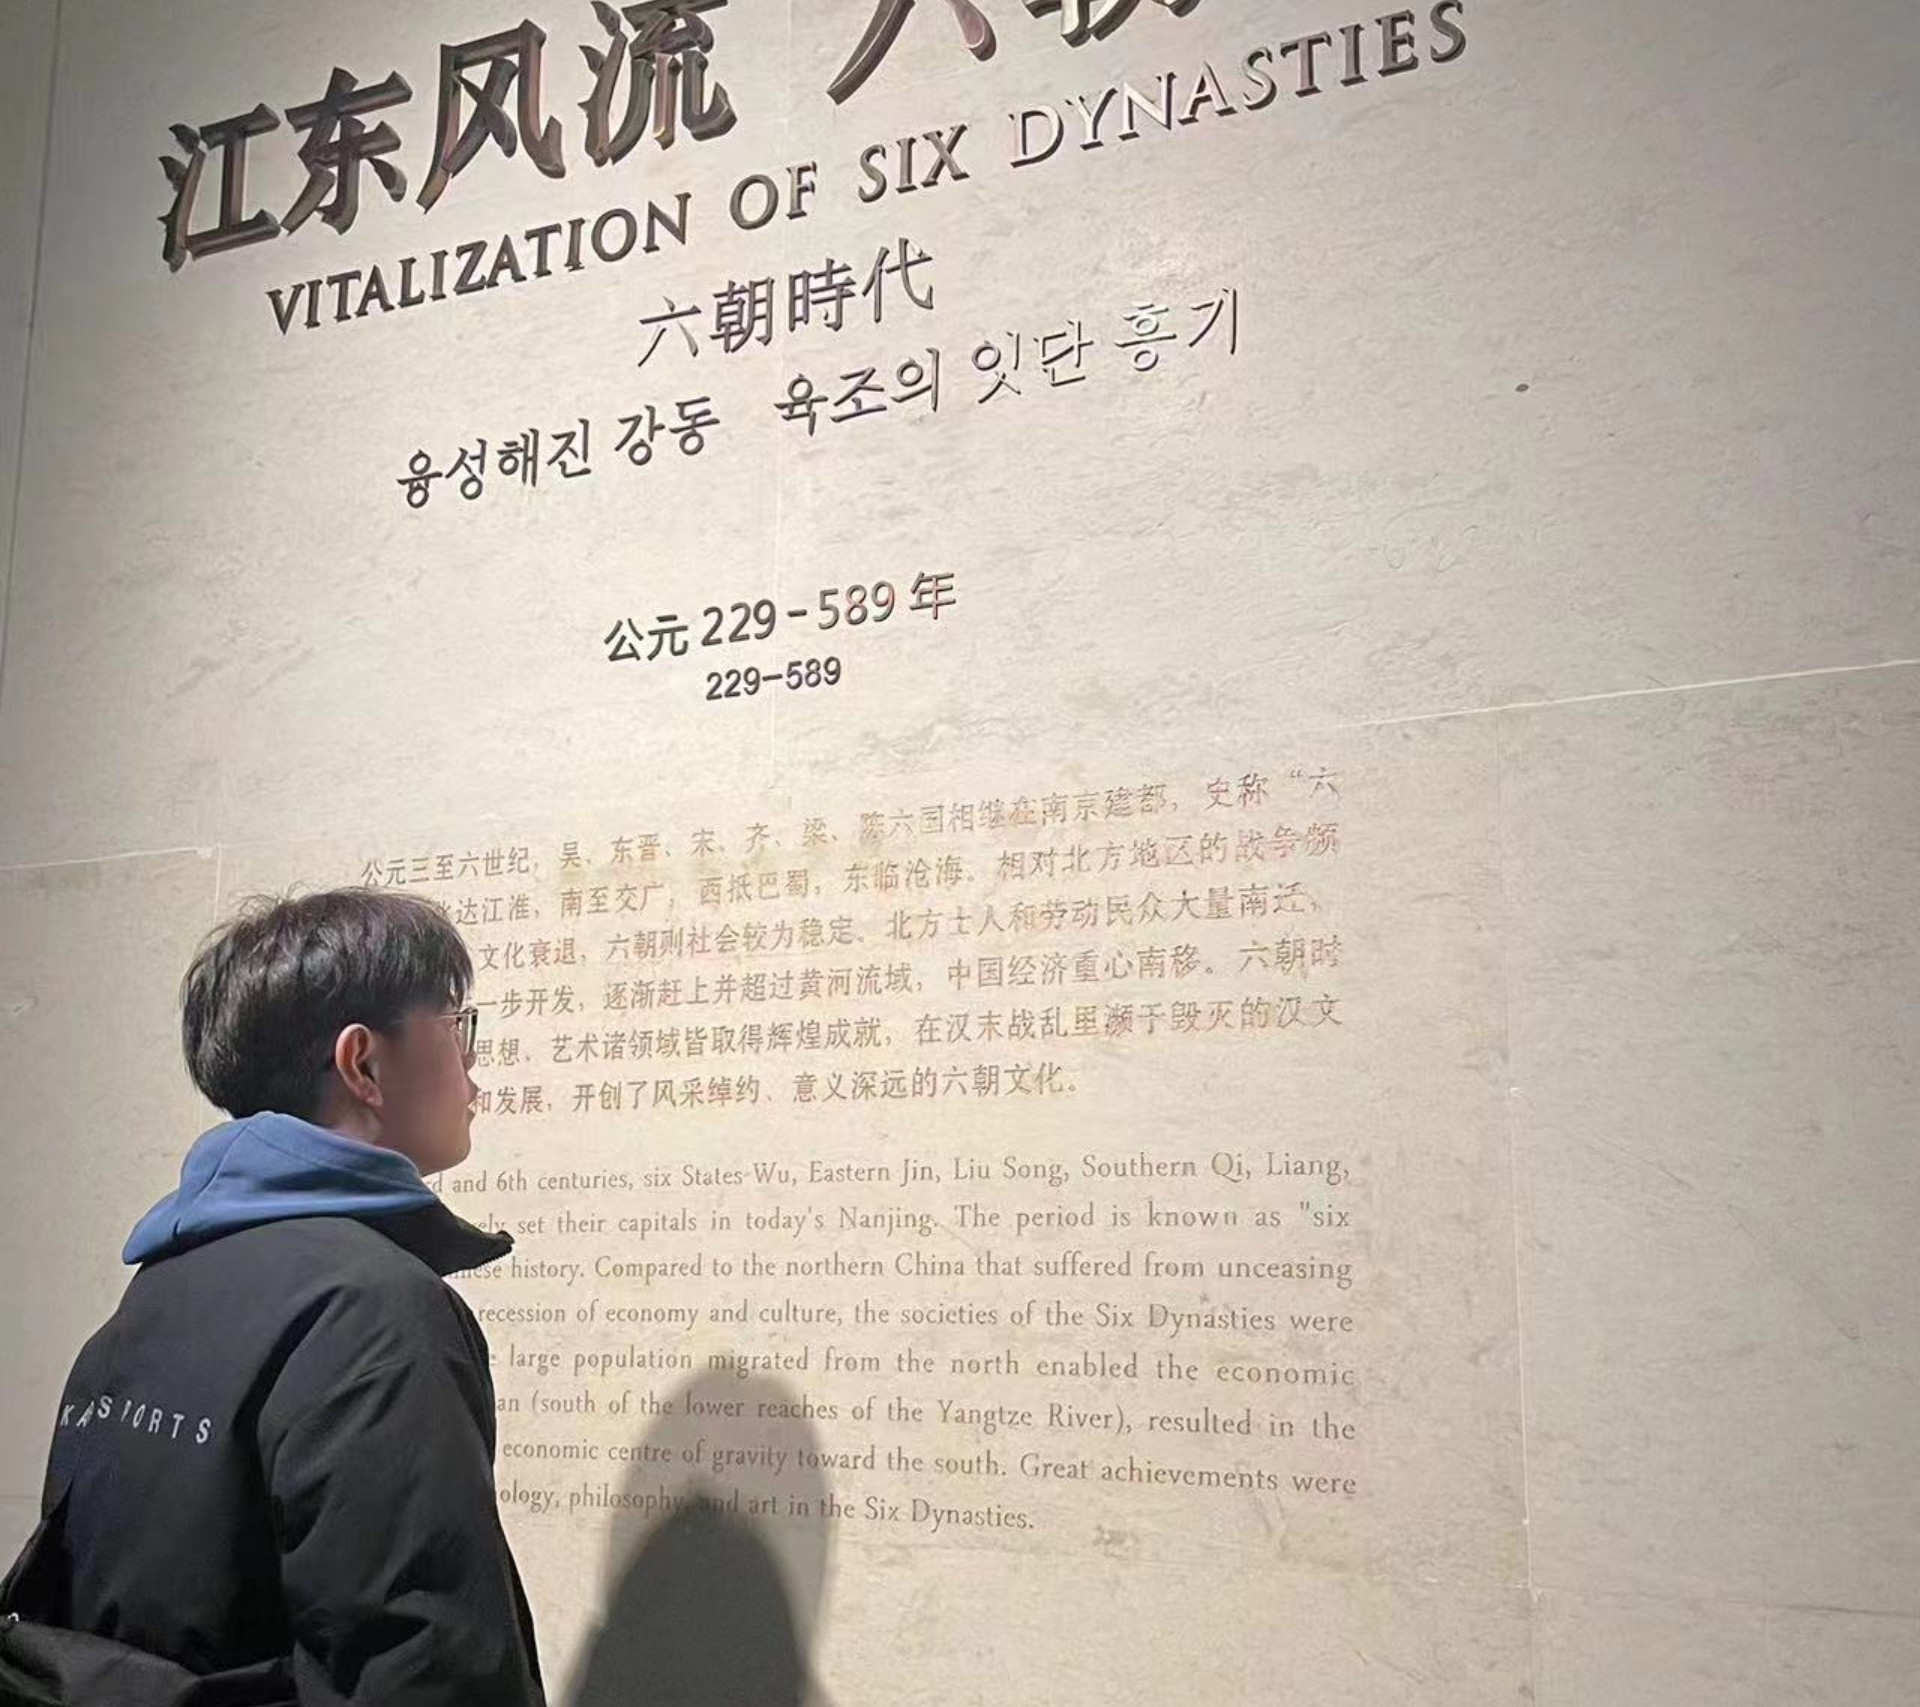 江东风流 六朝
VITALIZATION OF SIX DYNASTIES
六朝時代
융성해진 강동 육조의 잇단 흥기
公元 229-589 年
229-589
公元三至六世纪，吴、东晋、宋、齐、梁、陈六国相继在南京建都，史称“六
达江淮，南至交广，西抵巴蜀，东临沧海。相对北方地区的战争频
文化衰退，六朝则社会较为稳定。北方士人和劳动民众大量南迁，
一步开发，逐渐赶上并超过黄河流域，中国经济重心南移。六朝时
思想、艺术诸领域皆取得辉煌成就，在汉末战乱里濒于毁灭的汉文
和发展，开创了风采绰约、意义深远的六朝文化。
d and 6th centuries, six States-Wu, Eastern Jin, Liu Song, Southern Qi, Liang,
ely set their capitals in today's Nanjing. The period is known as "six
ese history. Compared to the northern China that suffered from unceasing
recession of economy and culture, the societies of the Six Dynasties were
large population migrated from the north enabled the economic
an (south of the lower reaches of the Yangtze River), resulted in the
economic centre of gravity toward the south. Great achievements were
ology, philosophy, and art in the Six Dynasties.
KAPSPORTS